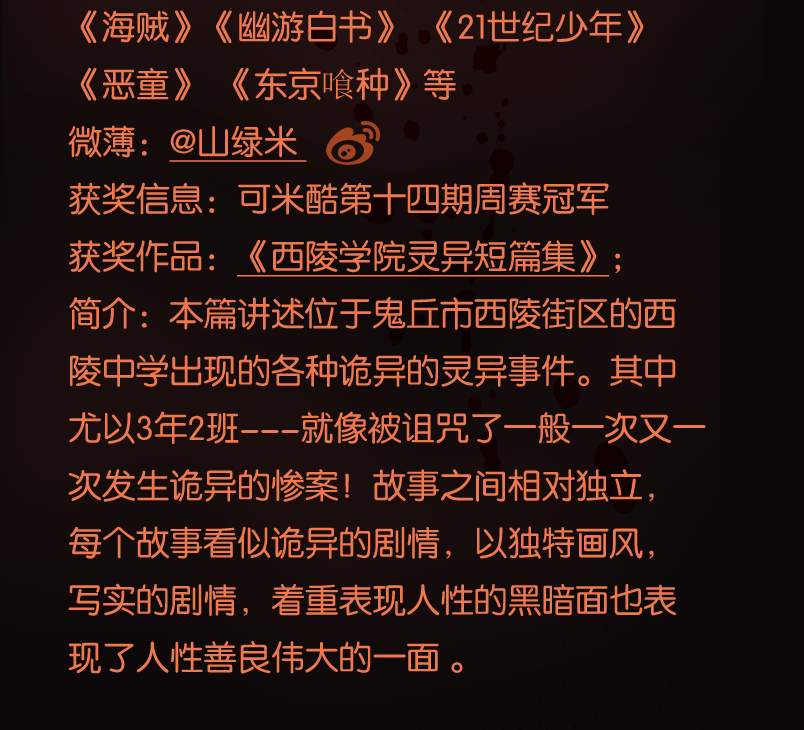 《海贼》《幽游白书》 《21世纪少年》
《恶童》 《东京喰种》等
微薄：@山绿米
获奖信息：可米酷第十四期周赛冠军
获奖作品：《西陵学院灵异短篇集》；
简介：本篇讲述位于鬼丘市西陵街区的西
陵中学出现的各种诡异的灵异事件。其中
尤以3年2班---就像被诅咒了一般一次又一
次发生诡异的惨案！故事之间相对独立，
每个故事看似诡异的剧情，以独特画风，
写实的剧情，着重表现人性的黑暗面也表
现了人性善良伟大的一面 。